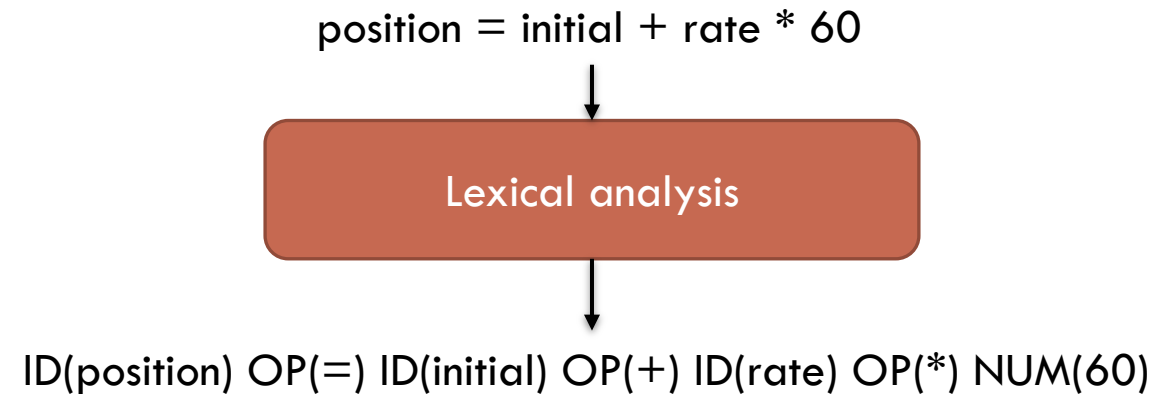 position = initial + rate * 60
Lexical analysis
ID(position) OP(=) ID(initial) OP(+) ID(rate) OP(*) NUM(60)